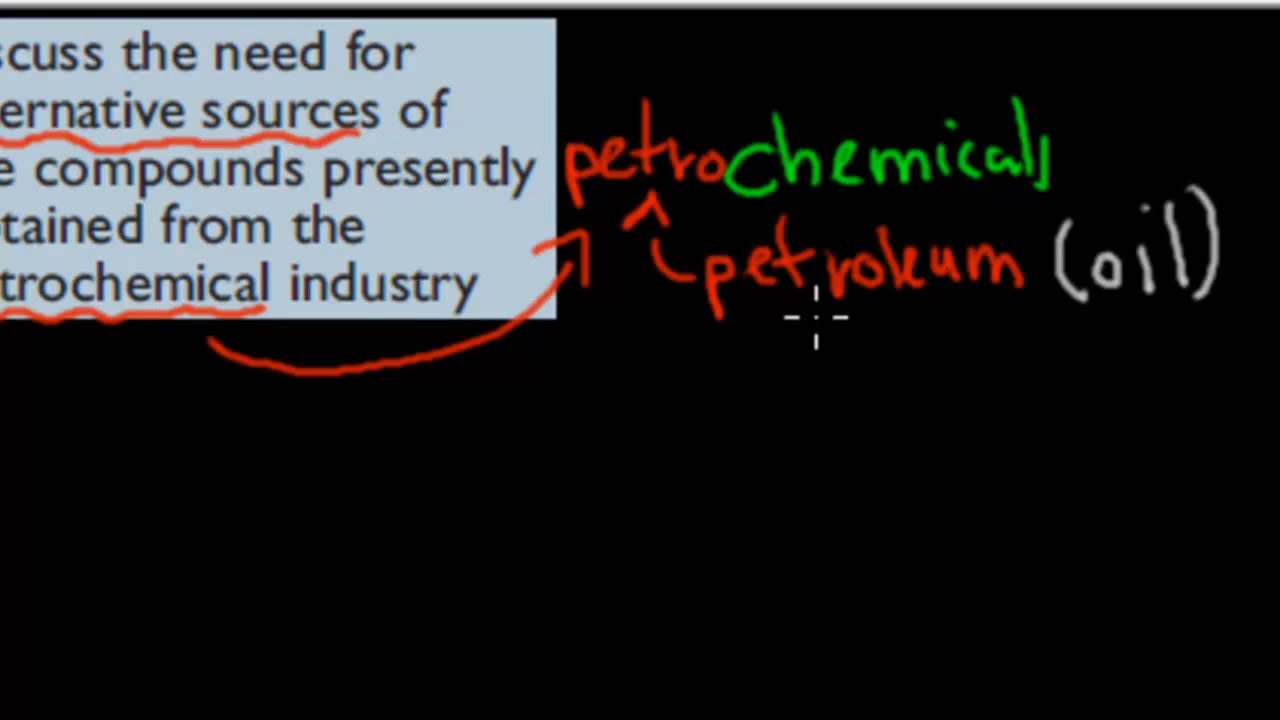 scuss the need for
ernative sources of
e compounds presently
tained from the
trochemical industry
petrochemicals
petroleum (oil)